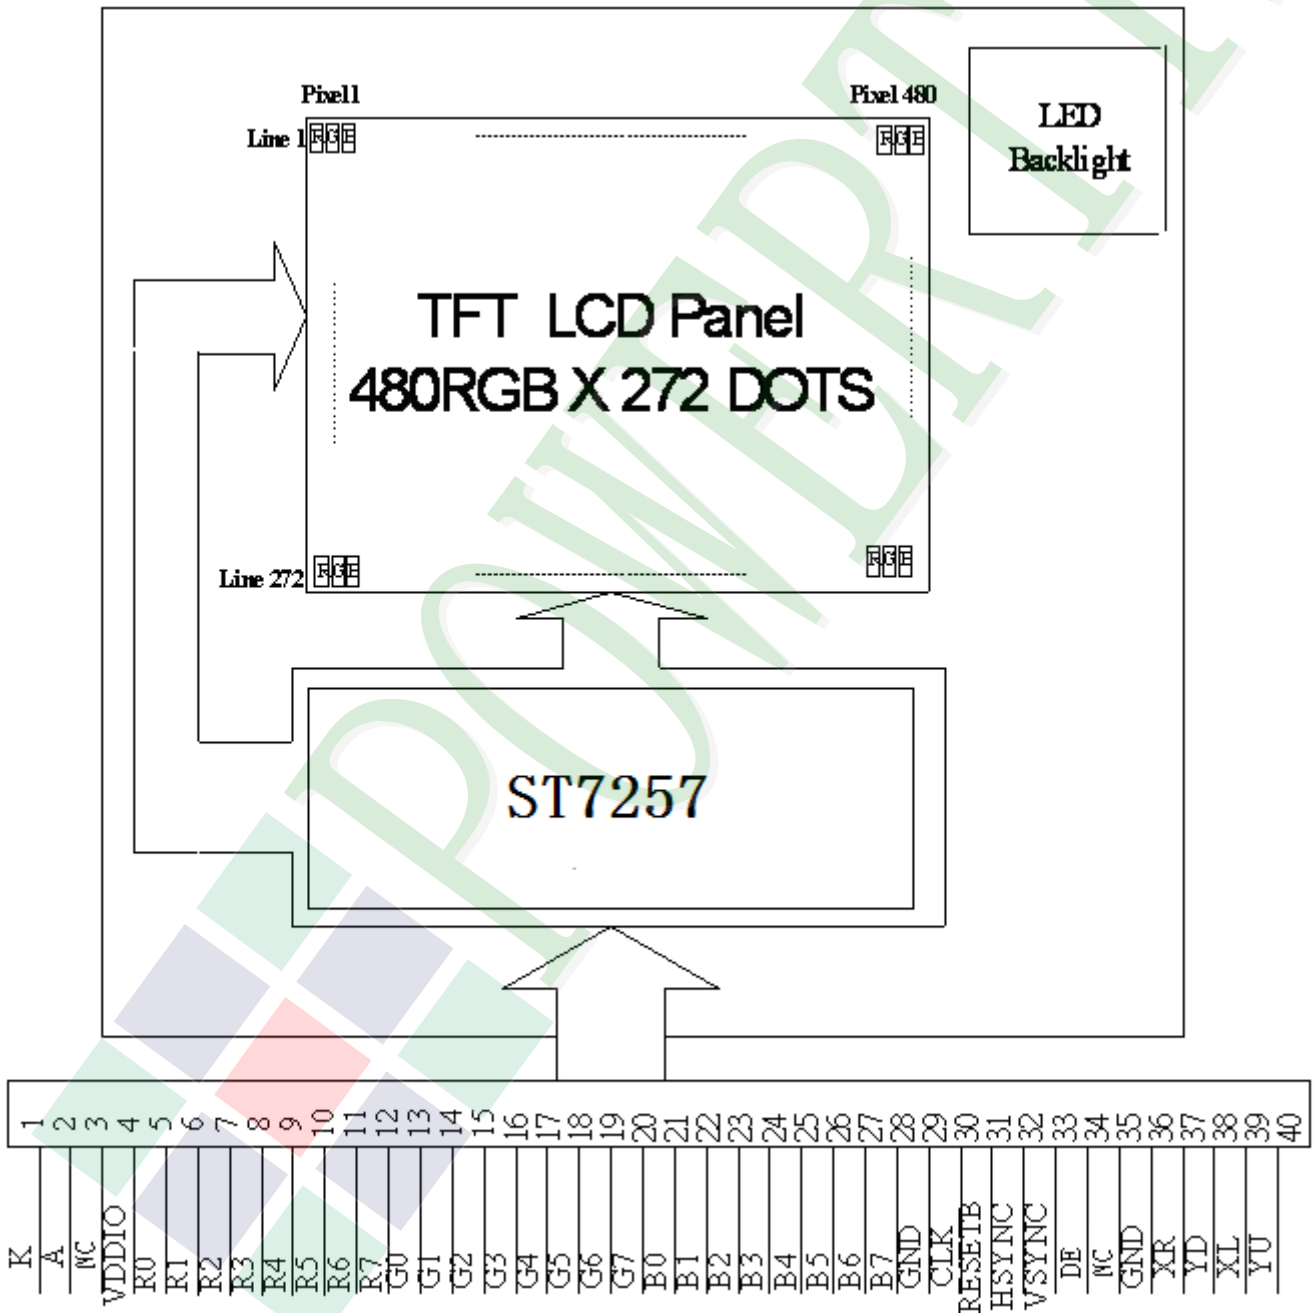 Pixel1
Pixel 480
LED
Backlight
Line 1
RGB
RGB
TFT LCD Panel
480RGB X 272 DOTS
Line 272
RGB
RGB
ST7257
1 2 3 4 5 6 7 8 9 10 11 12 13 14 15 16 17 18 19 20 21 22 23 24 25 26 27 28 29 30 31 32 33 34 35 36 37 38 39 40
K A NC VDDIO R0 R1 R2 R3 R4 R5 R6 R7 G0 G1 G2 G3 G4 G5 G6 G7 B0 B1 B2 B3 B4 B5 B6 B7 GND CLK RESETB HSYNC VSYNC DE NC GND XR YD XL YU